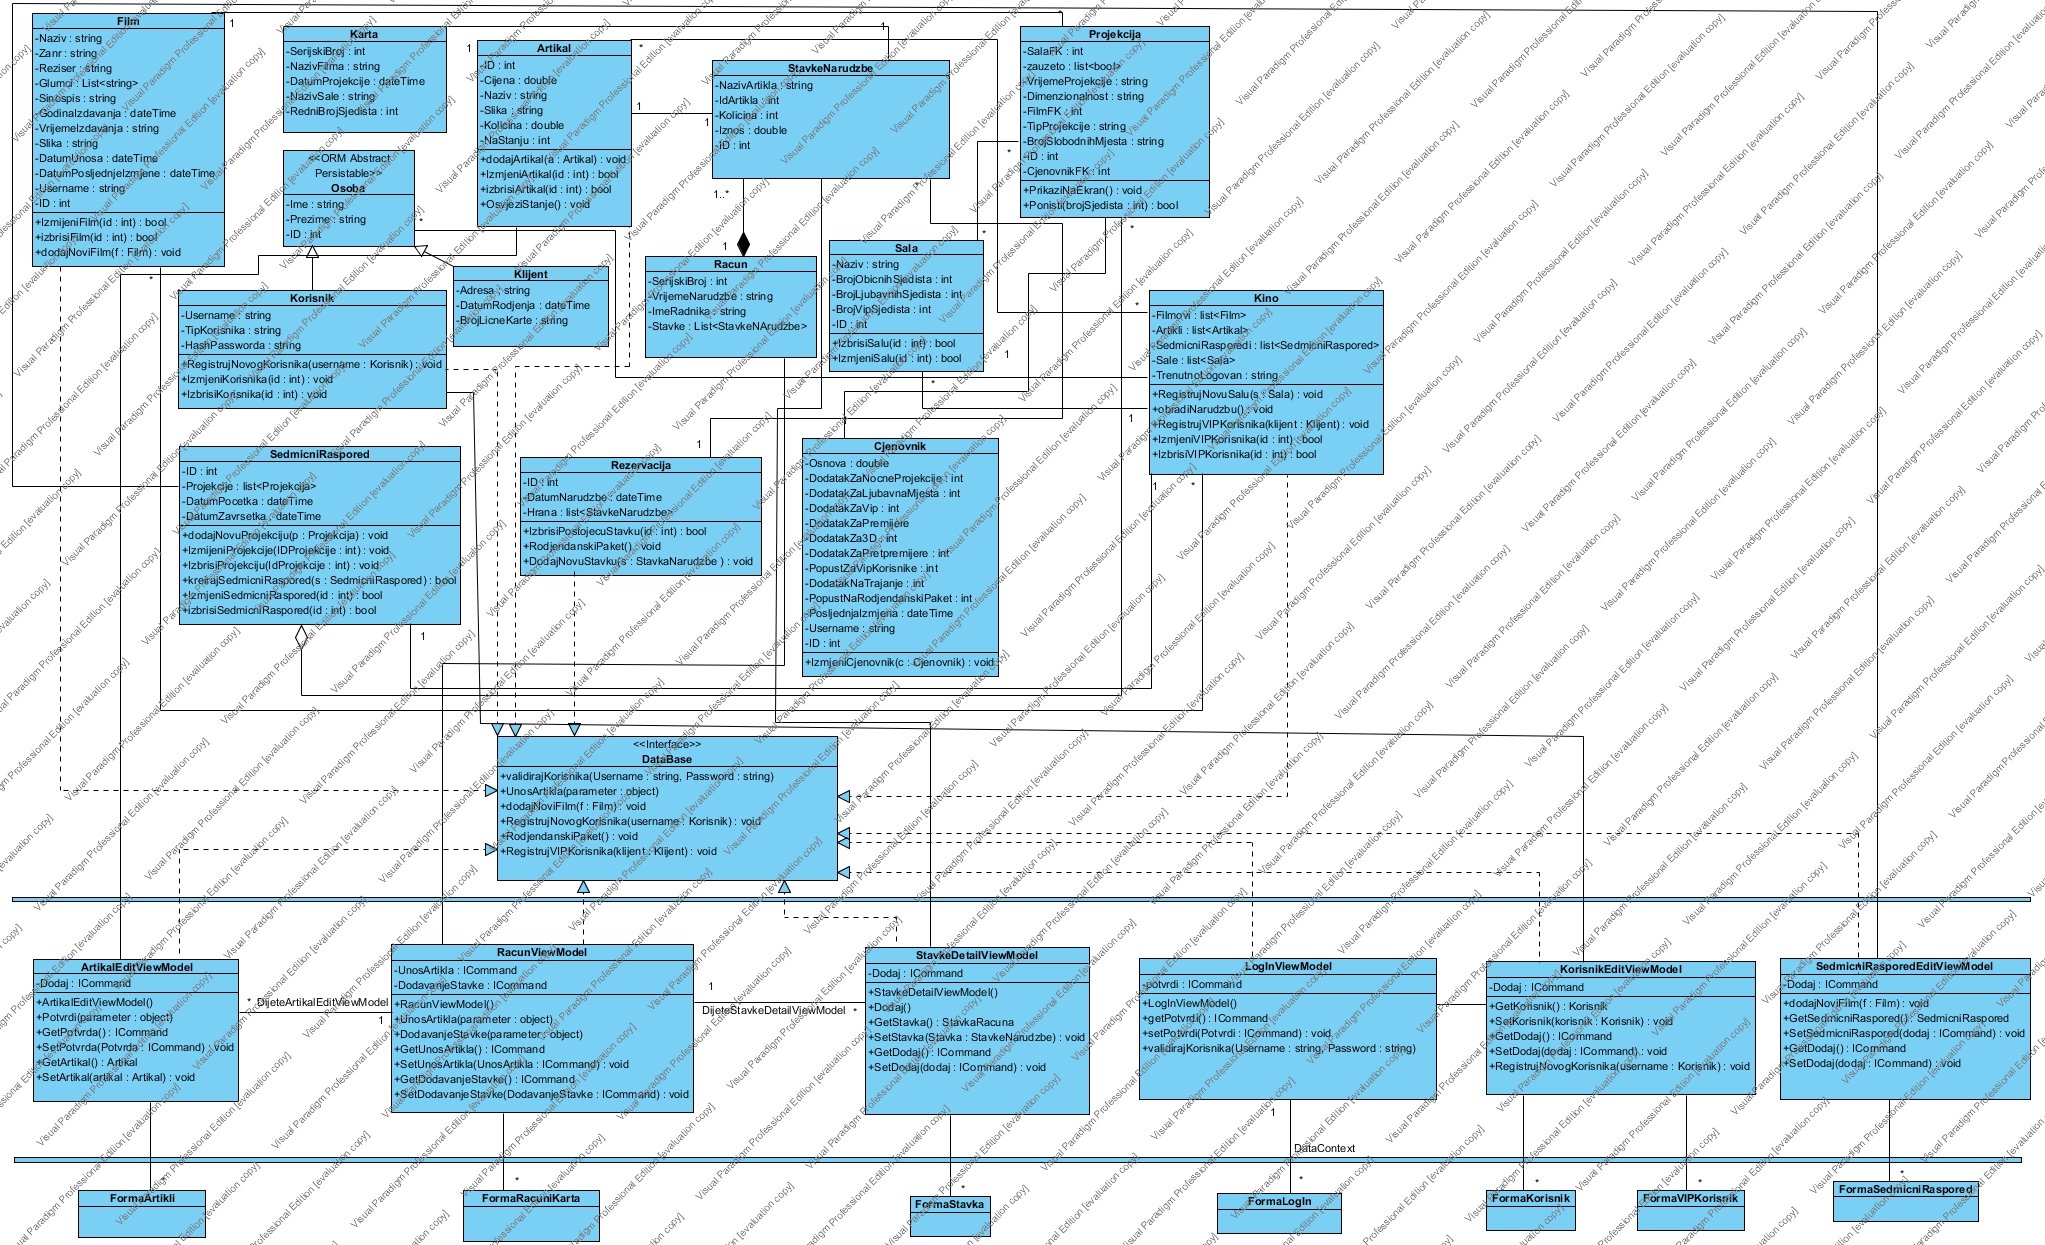 Film
-Naziv : string
-Zanr : string
-Reziser : string
-Glumci : List<string>
-Sinospis : string
-GodinaIzdavanja : dateTime
-VrijemeIzdavanja : string
-Slika : string
-DatumUnosa : dateTime
-DatumPosljednjeIzmjene : dateTime
-Username : string
-ID : int
+IzmjeniFilm(id : int) : bool
+izbrisiFilm(id : int) : bool
+dodajNoviFilm(f : Film) : void
Karta
-SerijskiBroj : int
-NazivFilma : string
-DatumProjekcije : dateTime
-NazivSale : string
-RedniBrojSjedista : int
<<ORM Abstract
Persistable>>
Osoba
-Ime : string
-Prezime : string
-ID : int
Artikal
-ID : int
-Cijena : double
-Naziv : string
-Slika : string
-Kolicina : double
-NaStanju : int
+dodajArtikal(a : Artikal) : void
+IzmjeniArtikal(id : int) : bool
+izbrisiArtikal(id : int) : bool
+OsvjeziStanje() : void
StavkeNarudzbe
-NazivArtikla : string
-IdArtikla : int
-Kolicina : int
-Iznos : double
-ID : int
Projekcija
-SalaFK : int
-zauzeto : list<bool>
-VrijemeProjekcije : string
-Dimenzionalnost : string
-FilmFK : int
-TipProjekcije : string
-BrojSlobodnihMjesta : string
-ID : int
-CjenovnikFK : int
+PrikaziNaEkran() : void
+Ponisti(brojSjedista : int) : bool
Klijent
-Adresa : string
-DatumRodjenja : dateTime
-BrojLicneKarte : string
Racun
-SerijskiBroj : int
-VrijemeNarudzbe : string
-ImeRadnika : string
-Stavke : List<StavkeNArudzbe>
Sala
-Naziv : string
-BrojObicnihSjedista : int
-BrojLjubavnihSjedista : int
-BrojVipSjedista : int
-ID : int
+IzbrisiSalu(id : int) : bool
+IzmjeniSalu(id : int) : bool
Kino
-Filmovi : list<Film>
-Artikli : list<Artikal>
-SedmicniRasporedi : list<SedmicniRaspored>
-Sale : list<Sala>
-TrenutnoLogovan : string
+RegistrujNovuSalu(s : Sala) : void
+obradiNarudzbu() : void
+RegistrujVIPKorisnika(klijent : Klijent) : void
+IzmjeniVIPKorisnika(id : int) : bool
+IzbrisiVIPKorisnika(id : int) : bool
Korisnik
-Username : string
-TipKorisnika : string
-HashPassworda : string
+RegistrujNovogKorisnika(username : Korisnik) : void
+IzmjeniKorisnika(id : int) : void
+IzbrisiKorisnika(id : int) : void
SedmicniRaspored
-ID : int
-Projekcije : list<Projekcija>
-DatumPocetka : dateTime
-DatumZavrsetka : dateTime
+dodajNovuProjekciju(p : Projekcija) : void
+IzmjeniProjekcije(IDProjekcije : int) : void
+IzbrisiProjekciju(IdProjekcije : int) : void
+kreirajSedmicniRaspored(s : SedmicniRaspored) : bool
+IzmjeniSedmicniRaspored(id : int) : bool
+izbrisiSedmicniRaspored(id : int) : bool
Rezervacija
-ID : int
-DatumNarudzbe : dateTime
-Hrana : list<StavkeNarudzbe>
+IzbrisiPostojecuStavku(id : int) : bool
+RodjendanskiPaket() : void
+DodajNovuStavku(s : StavkaNarudzbe ) : void
Cjenovnik
-Osnova : double
-DodatakZaNocneProjekcije : int
-DodatakZaLjubavnaMjesta : int
-DodatakZaVip : int
-DodatakZaPremijere
-DodatakZa3D : int
-DodatakZaPretpremijere : int
-PopustZaVipKorisnike : int
-DodatakNaTrajanje : int
-PopustNaRodjendanskiPaket : int
-Posljednjalzmjena : dateTime
-Username : string
-ID : int
+IzmjeniCjenovnik(c : Cjenovnik) : void
<<Interface>>
DataBase
+validirajKorisnika(Username : string, Password : string)
+UnosArtikla(parameter : object)
+dodajNoviFilm(f : Film) : void
+RegistrujNovogKorisnika(username : Korisnik) : void
+RodjendanskiPaket() : void
+RegistrujVIPKorisnika(klijent : Klijent) : void
ArtikalEditViewModel
-Dodaj : ICommand
+ArtikalEditViewModel()
+Potvrdi(parameter : object)
+GetPotvrda() : ICommand
+SetPotvrda(Potvrda : ICommand) : void
+GetArtikal() : Artikal
+SetArtikal(artikal : Artikal) : void
* DijeteArtikalEditViewModel
1
RacunViewModel
-UnosArtikla : ICommand
-DodavanjeStavke : ICommand
+RacunViewModel()
+UnosArtikla(parameter : object)
+DodavanjeStavke(parameter : object)
+GetUnosArtikla() : ICommand
+SetUnosArtikla(UnosArtikla : ICommand) : void
+GetDodavanjeStavke() : ICommand
+SetDodavanjeStavke(DodavanjeStavke : ICommand) : void
1
DijeteStavkeDetailViewModel *
StavkeDetailViewModel
-Dodaj : ICommand
+StavkeDetailViewModel()
+Dodaj()
+GetStavka() : StavkaRacuna
+SetStavka(Stavka : StavkeNarudzbe) : void
+GetDodaj() : ICommand
+SetDodaj(dodaj : ICommand) : void
LogInViewModel
-potvrdi : ICommand
+LogInViewModel()
+getPotvrdi() : ICommand
+setPotvrdi(Potvrdi : ICommand) : void
+validirajKorisnika(Username : string, Password : string)
KorisnikEditViewModel
-Dodaj : ICommand
+GetKorisnik() : Korisnik
+SetKorisnik(korisnik : Korisnik) : void
+GetDodaj() : ICommand
+SetDodaj(dodaj : ICommand) : void
+RegistrujNovogKorisnika(username : Korisnik) : void
SedmicniRasporedEditViewModel
-Dodaj : ICommand
+dodajNoviFilm(f : Film) : void
+GetSedmicniRaspored() : SedmicniRaspored
+SetSedmicniRaspored(dodaj : ICommand) : void
+GetDodaj() : ICommand
+SetDodaj(dodaj : ICommand) : void
1
DataContext
*
FormaArtikli
FormaRacuniKarta
FormaStavka
FormaLogIn
FormaKorisnik
FormaVIPKorisnik
FormaSedmicniRaspored
Visual Paradigm Professional Edition [evaluation copy]